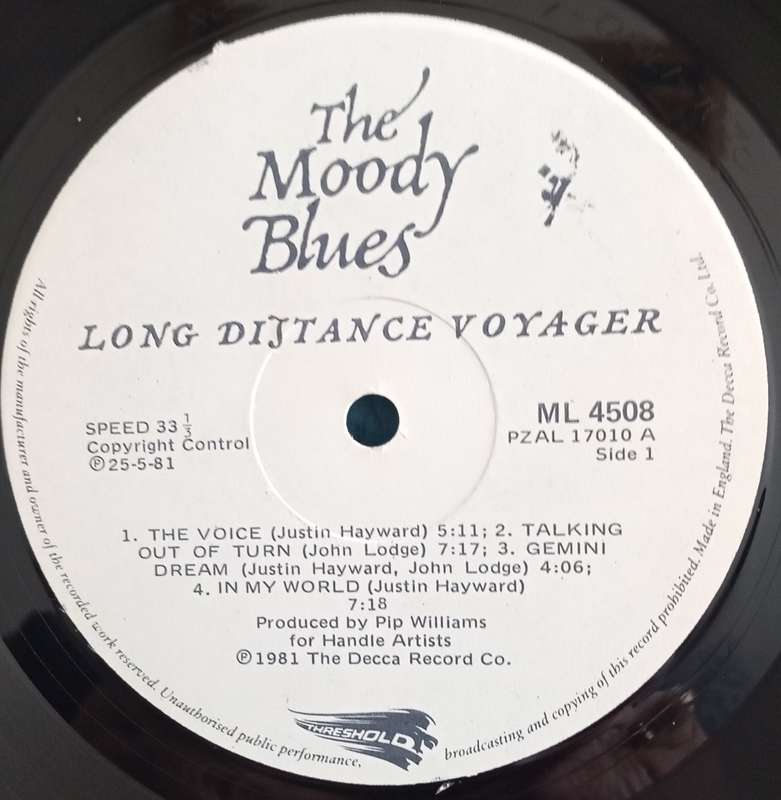 The
Moody
Blues
LONG DISTANCE VOYAGER
SPEED 33 1/3
Copyright Control
Ⓟ25-5-81
ML 4508
PZAL 17010 A
Side 1
1. THE VOICE (Justin Hayward) 5:11; 2. TALKING
OUT OF TURN (John Lodge) 7:17; 3. GEMINI
DREAM (Justin Hayward, John Lodge) 4:06;
4. IN MY WORLD (Justin Hayward)
7:18
Produced by Pip Williams
for Handle Artists
Ⓟ1981 The Decca Record Co.
THRESHOLD
All rights of the manufacturer and owner of the recorded work reserved. Unauthorised public performance, broadcasting and copying of this record prohibited. Made in England. The Decca Record Co. Ltd.